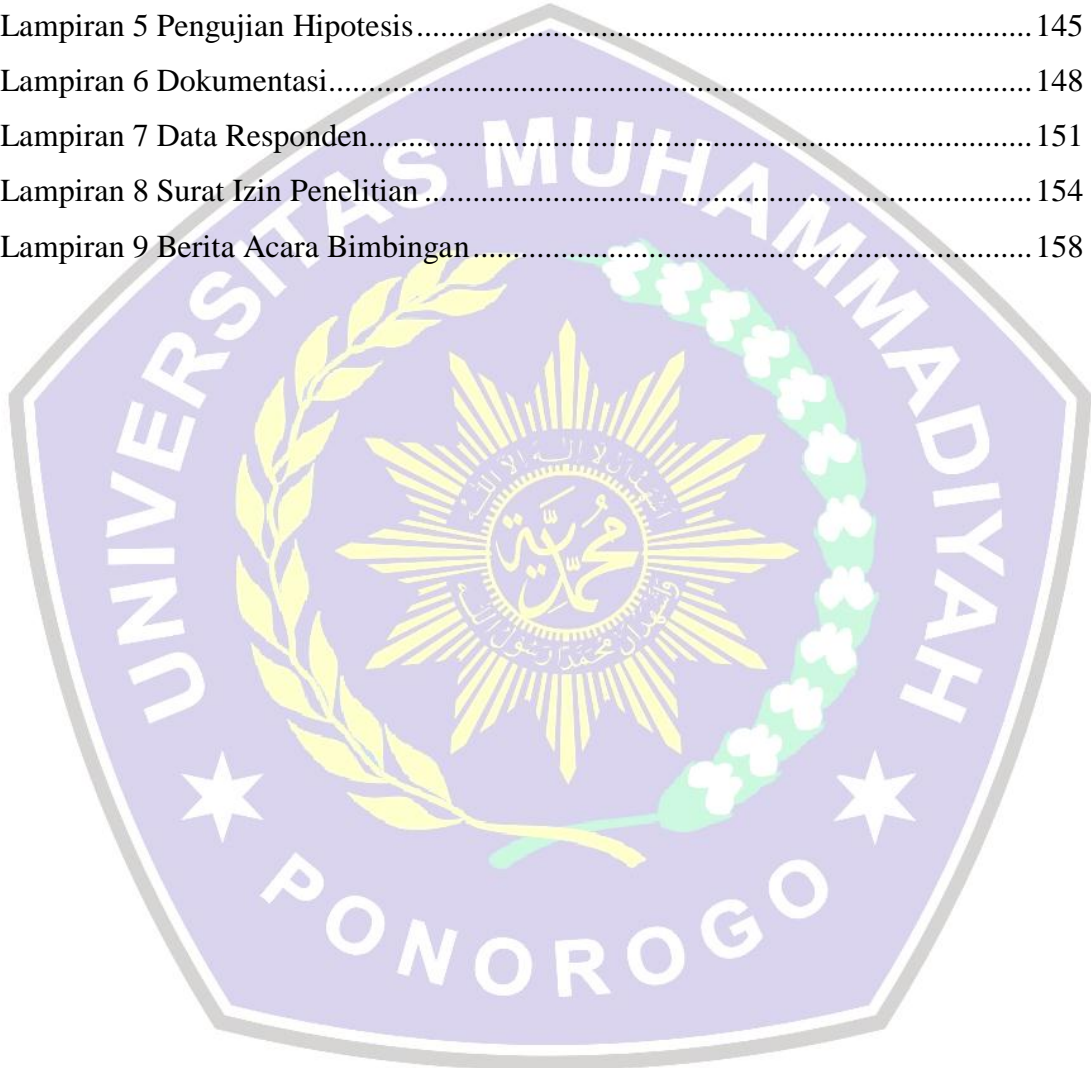 Lampiran 5 Pengujian Hipotesis.......................................................................................145
Lampiran 6 Dokumentasi..................................................................................................148
Lampiran 7 Data Responden.............................................................................................151
Lampiran 8 Surat Izin Penelitian......................................................................................154
Lampiran 9 Berita Acara Bimbingan................................................................................158
UNIVERSITAS MUHAMMADIYAH
PONOROGO
محمد